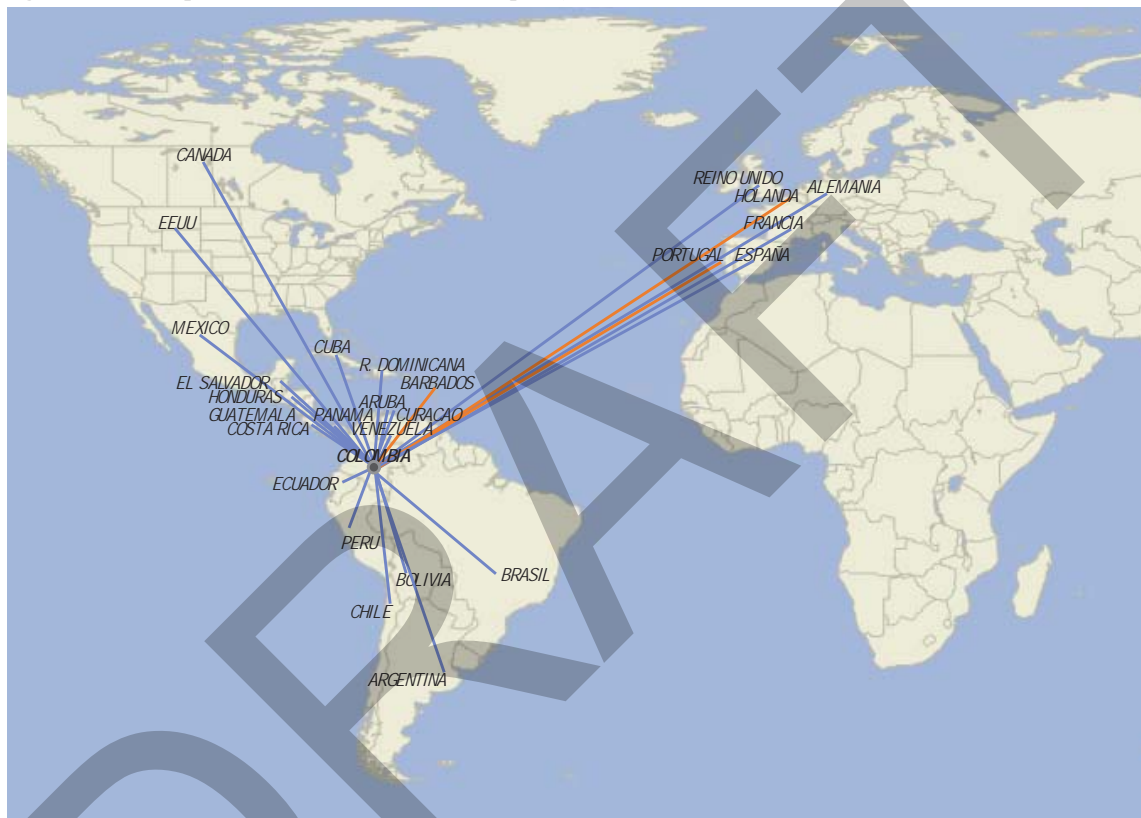 CANADA
REINO UNIDO
ALEMANIA
HOLANDA
EEUU
FRANCIA
PORTUGAL
ESPAÑA
MEXICO
CUBA
R. DOMINICANA
EL SALVADOR
BARBADOS
HONDURAS
ARUBA
GUATEMALA
PANAMA
CURACAO
COSTA RICA
VENEZUELA
COLOMBIA
ECUADOR
PERU
BOLIVIA
BRASIL
CHILE
ARGENTINA
DRAFT